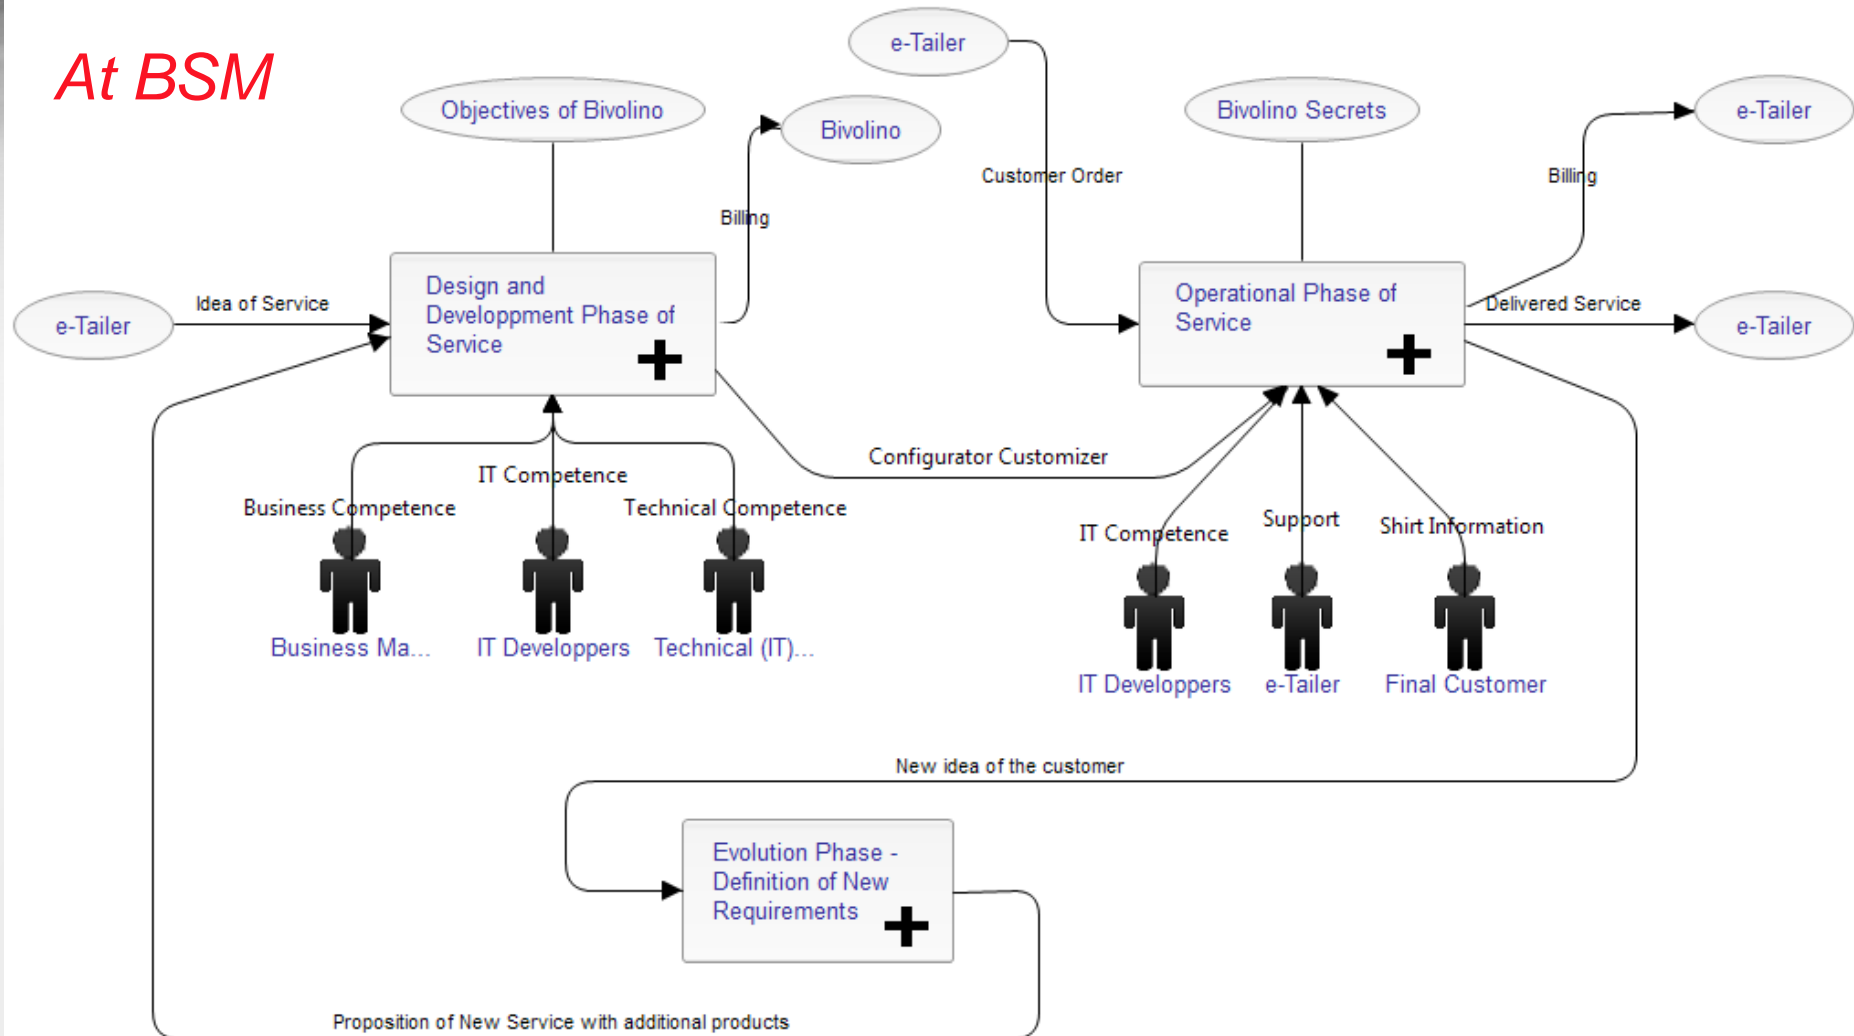 At BSM
e-Tailer
Objectives of Bivolino
Bivolino
Bivolino Secrets
e-Tailer
Customer Order
Billing
Billing
e-Tailer
Idea of Service
Design and
Developpment Phase of
Service
Operational Phase of
Service
Delivered Service
e-Tailer
Configurator Customizer
IT Competence
Business Competence
Technical Competence
IT Competence
Support
Shirt Information
Business Ma...
IT Developpers
Technical (IT)...
IT Developpers
e-Tailer
Final Customer
New idea of the customer
Evolution Phase -
Definition of New
Requirements
Proposition of New Service with additional products